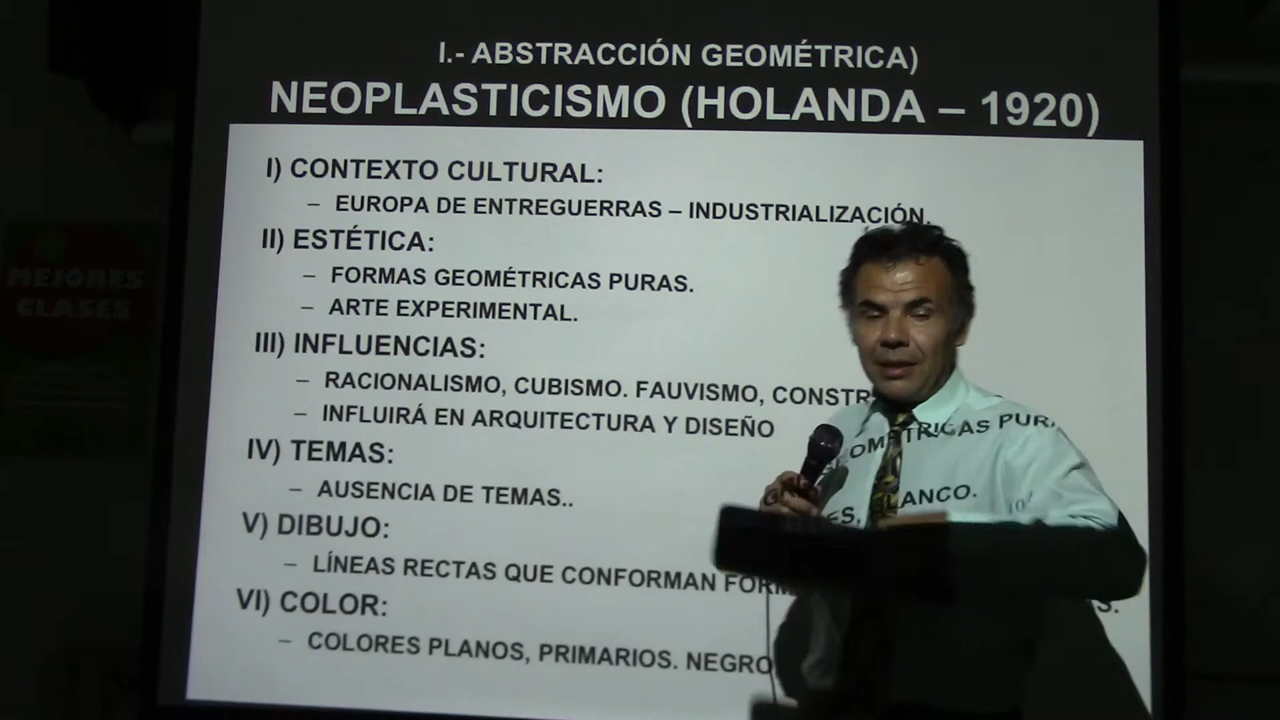 I.- ABSTRACCIÓN GEOMÉTRICA)
NEOPLASTICISMO (HOLANDA – 1920)
I) CONTEXTO CULTURAL:
– EUROPA DE ENTREGUERRAS – INDUSTRIALIZACIÓN.
II) ESTÉTICA:
– FORMAS GEOMÉTRICAS PURAS.
– ARTE EXPERIMENTAL.
III) INFLUENCIAS:
– RACIONALISMO, CUBISMO. FAUVISMO,
– INFLUIRÁ EN ARQUITECTURA Y DISEÑO
IV) TEMAS:
– AUSENCIA DE TEMAS..
V) DIBUJO:
– LÍNEAS RECTAS QUE CONFORMAN
VI) COLOR:
– COLORES PLANOS, PRIMARIOS. NEGRO
BLANCO.
MEJORES
CLASES